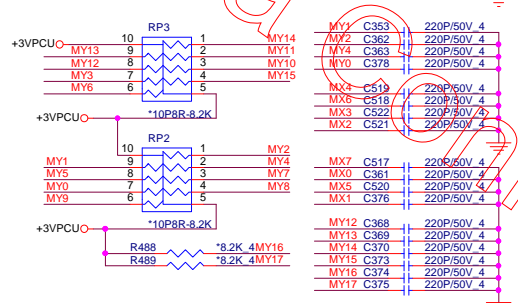 RP3
+3VPCU 10 1 MY14
MY13 9 2 MY11
MY12 8 3 MY10
MY3 7 4 MY15
MY6 6 5
+3VPCU *10P8R-8.2K
RP2
10 1 MY2
MY1 9 2 MY4
MY5 8 3 MY7
MY0 7 4 MY8
MY9 6 5
+3VPCU *10P8R-8.2K
R488 *8.2K_4 MY16
R489 *8.2K_4 MY17
MY1 C353 220P/50V_4
MY2 C362 220P/50V_4
MY4 C363 220P/50V_4
MY0 C378 220P/50V_4
MX4 C519 220P/50V_4
MX6 C518 220P/50V_4
MX3 C522 220P/50V_4
MX2 C521 220P/50V_4
MX7 C517 220P/50V_4
MX0 C361 220P/50V_4
MX5 C520 220P/50V_4
MX1 C376 220P/50V_4
MY12 C368 220P/50V_4
MY13 C369 220P/50V_4
MY14 C370 220P/50V_4
MY15 C373 220P/50V_4
MY16 C374 220P/50V_4
MY17 C375 220P/50V_4